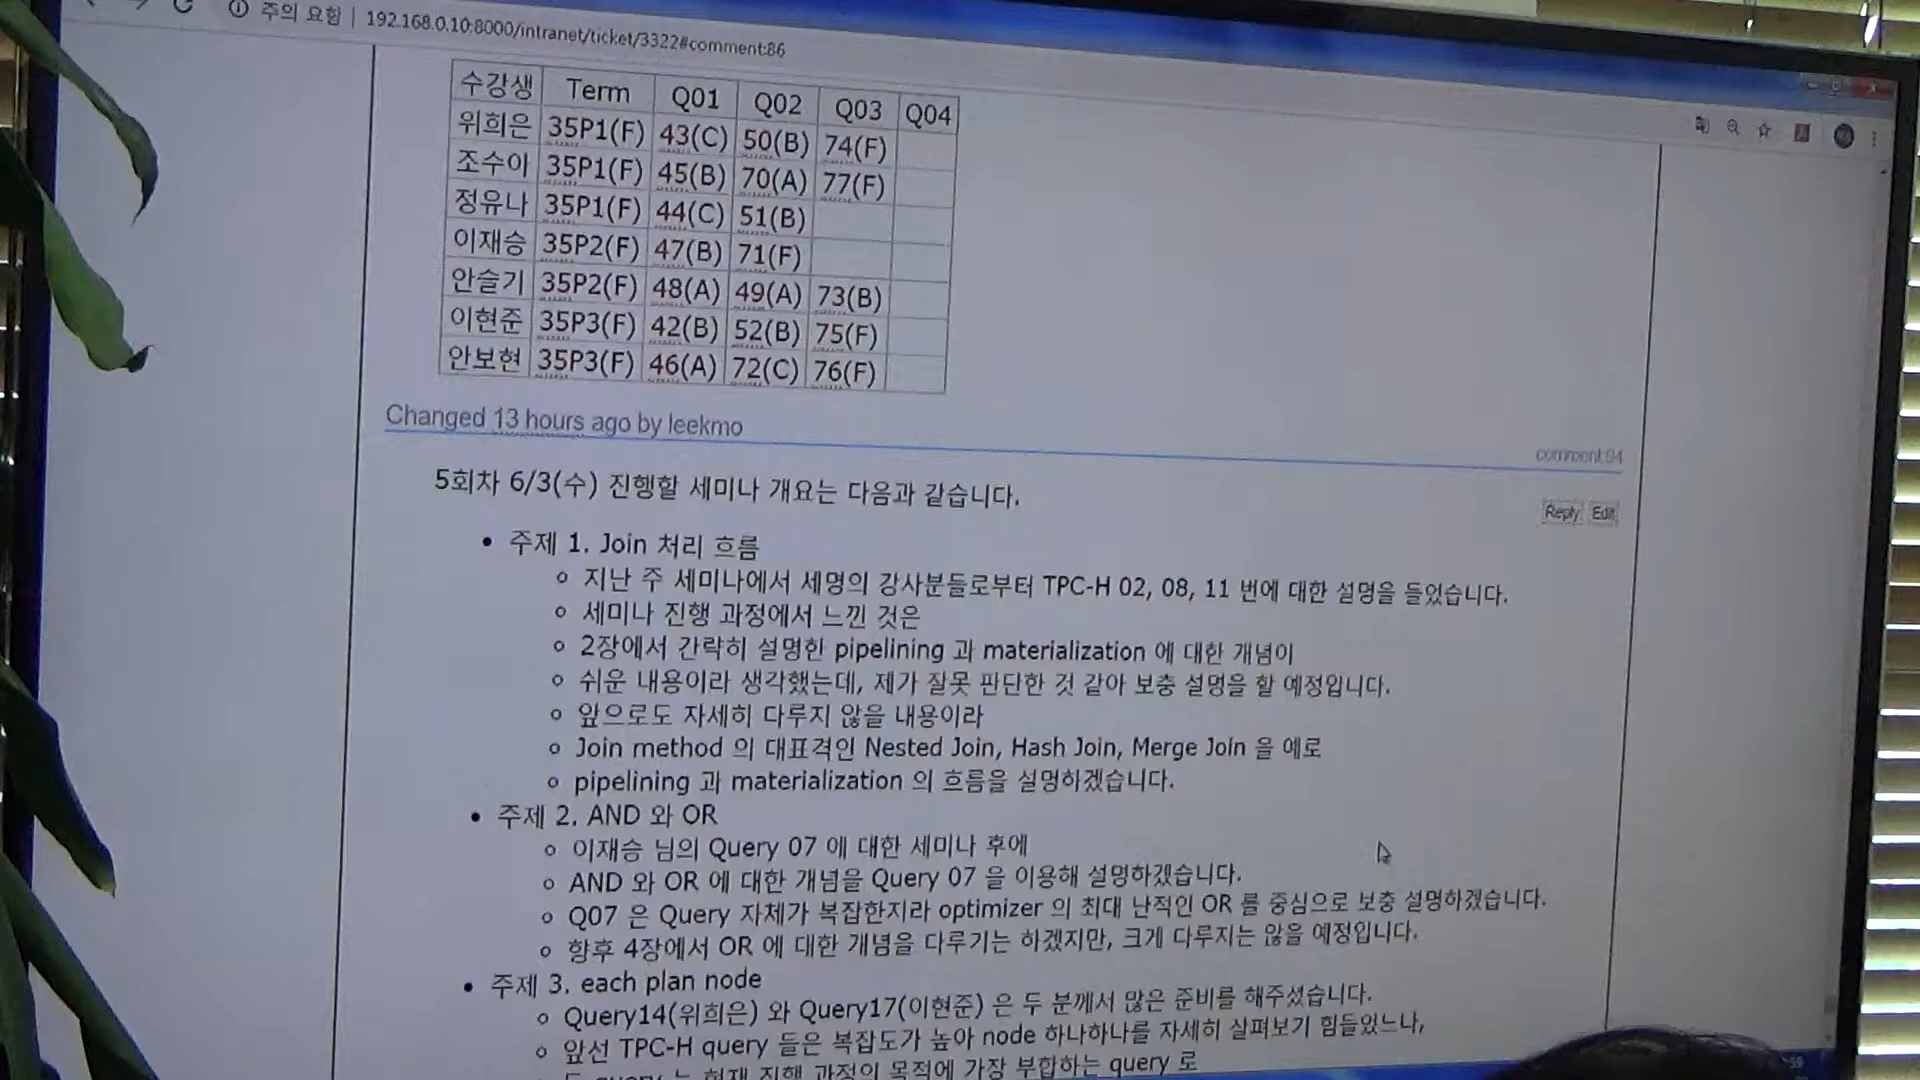 주의 요함 | 192.168.0.10:8000/intranet/ticket/3322#comment:86
수강생 Term Q01 Q02 Q03 Q04
위희은 35P1(F) 43(C) 50(B) 74(F)
조수아 35P1(F) 45(B) 70(A) 77(F)
정유나 35P1(F) 44(C) 51(B)
이재승 35P2(F) 47(B) 71(F)
안슬기 35P2(F) 48(A) 49(A) 73(B)
이현준 35P3(F) 42(B) 52(B) 75(F)
안보현 35P3(F) 46(A) 72(C) 76(F)
Changed 13 hours ago by leekmo
comment:94
5회차 6/3(수) 진행할 세미나 개요는 다음과 같습니다.
Reply Edit
• 주제 1. Join 처리 흐름
지난 주 세미나에서 세명의 강사분들로부터 TPC-H 02, 08, 11 번에 대한 설명을 들었습니다.
세미나 진행 과정에서 느낀 것은
2장에서 간략히 설명한 pipelining 과 materialization 에 대한 개념이
쉬운 내용이라 생각했는데, 제가 잘못 판단한 것 같아 보충 설명을 할 예정입니다.
앞으로도 자세히 다루지 않을 내용이라
Join method 의 대표격인 Nested Join, Hash Join, Merge Join 을 예로
pipelining 과 materialization 의 흐름을 설명하겠습니다.
• 주제 2. AND 와 OR
이재승 님의 Query 07 에 대한 세미나 후에
AND 와 OR 에 대한 개념을 Query 07 을 이용해 설명하겠습니다.
Q07 은 Query 자체가 복잡한지라 optimizer 의 최대 난적인 OR 를 중심으로 보충 설명하겠습니다.
향후 4장에서 OR 에 대한 개념을 다루기는 하겠지만, 크게 다루지는 않을 예정입니다.
• 주제 3. each plan node
Query14(위희은) 와 Query17(이현준) 은 두 분께서 많은 준비를 해주셨습니다.
앞선 TPC-H query 들은 복잡도가 높아 node 하나하나를 자세히 살펴보기 힘들었느나,
두 query 는 현재 진행 과정의 목적에 가장 부합하는 query 로